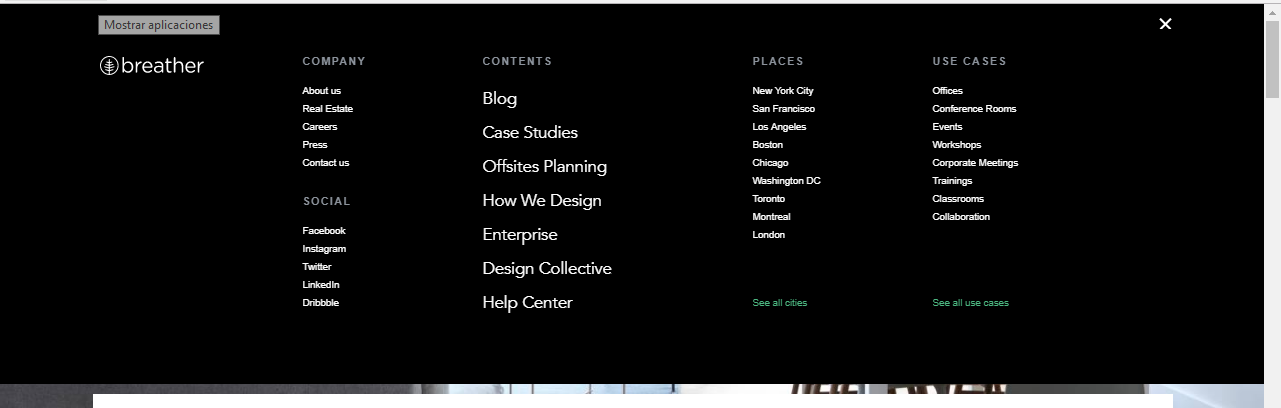 Mostrar aplicaciones
breather
COMPANY
About us
Real Estate
Careers
Press
Contact us
SOCIAL
Facebook
Instagram
Twitter
LinkedIn
Dribbble
CONTENTS
Blog
Case Studies
Offsites Planning
How We Design
Enterprise
Design Collective
Help Center
PLACES
New York City
San Francisco
Los Angeles
Boston
Chicago
Washington DC
Toronto
Montreal
London
See all cities
USE CASES
Offices
Conference Rooms
Events
Workshops
Corporate Meetings
Trainings
Classrooms
Collaboration
See all use cases